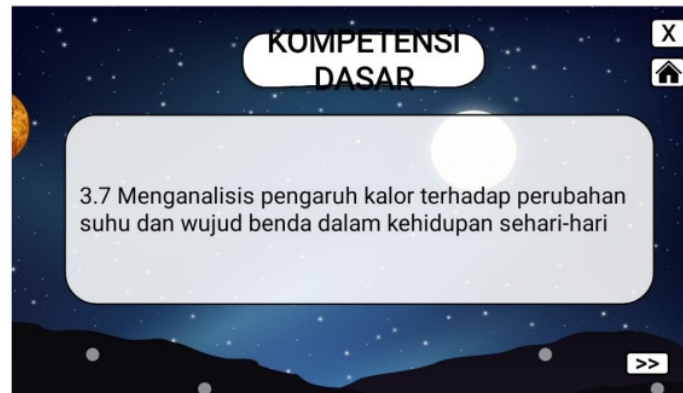 KOMPETENSI
DASAR
X
3.7 Menganalisis pengaruh kalor terhadap perubahan
suhu dan wujud benda dalam kehidupan sehari-hari
>>